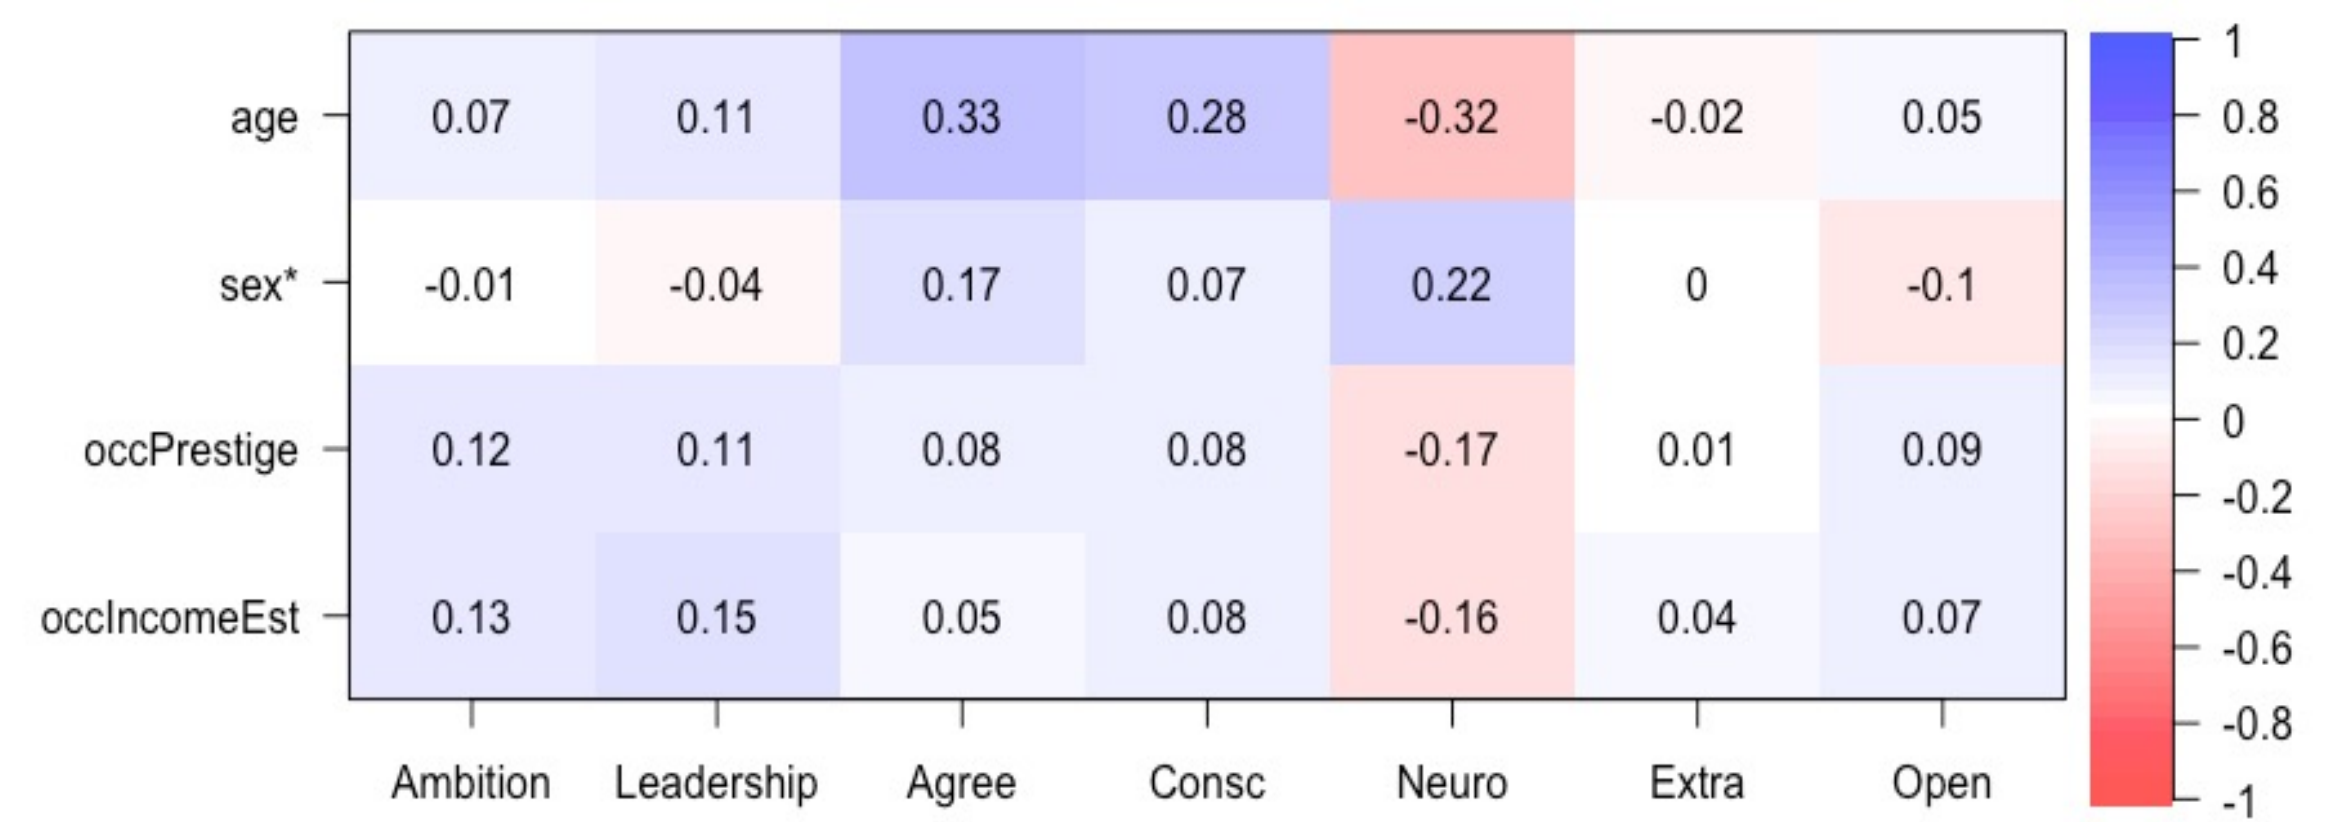 1
age 0.07 0.11 0.33 0.28 -0.32 -0.02 0.05 0.8
0.6
sex* -0.01 -0.04 0.17 0.07 0.22 0 -0.1 0.4
0.2
0
occPrestige 0.12 0.11 0.08 0.08 -0.17 0.01 0.09
-0.2
-0.4
occIncomeEst 0.13 0.15 0.05 0.08 -0.16 0.04 0.07 -0.6
-0.8
Ambition Leadership Agree Consc Neuro Extra Open -1